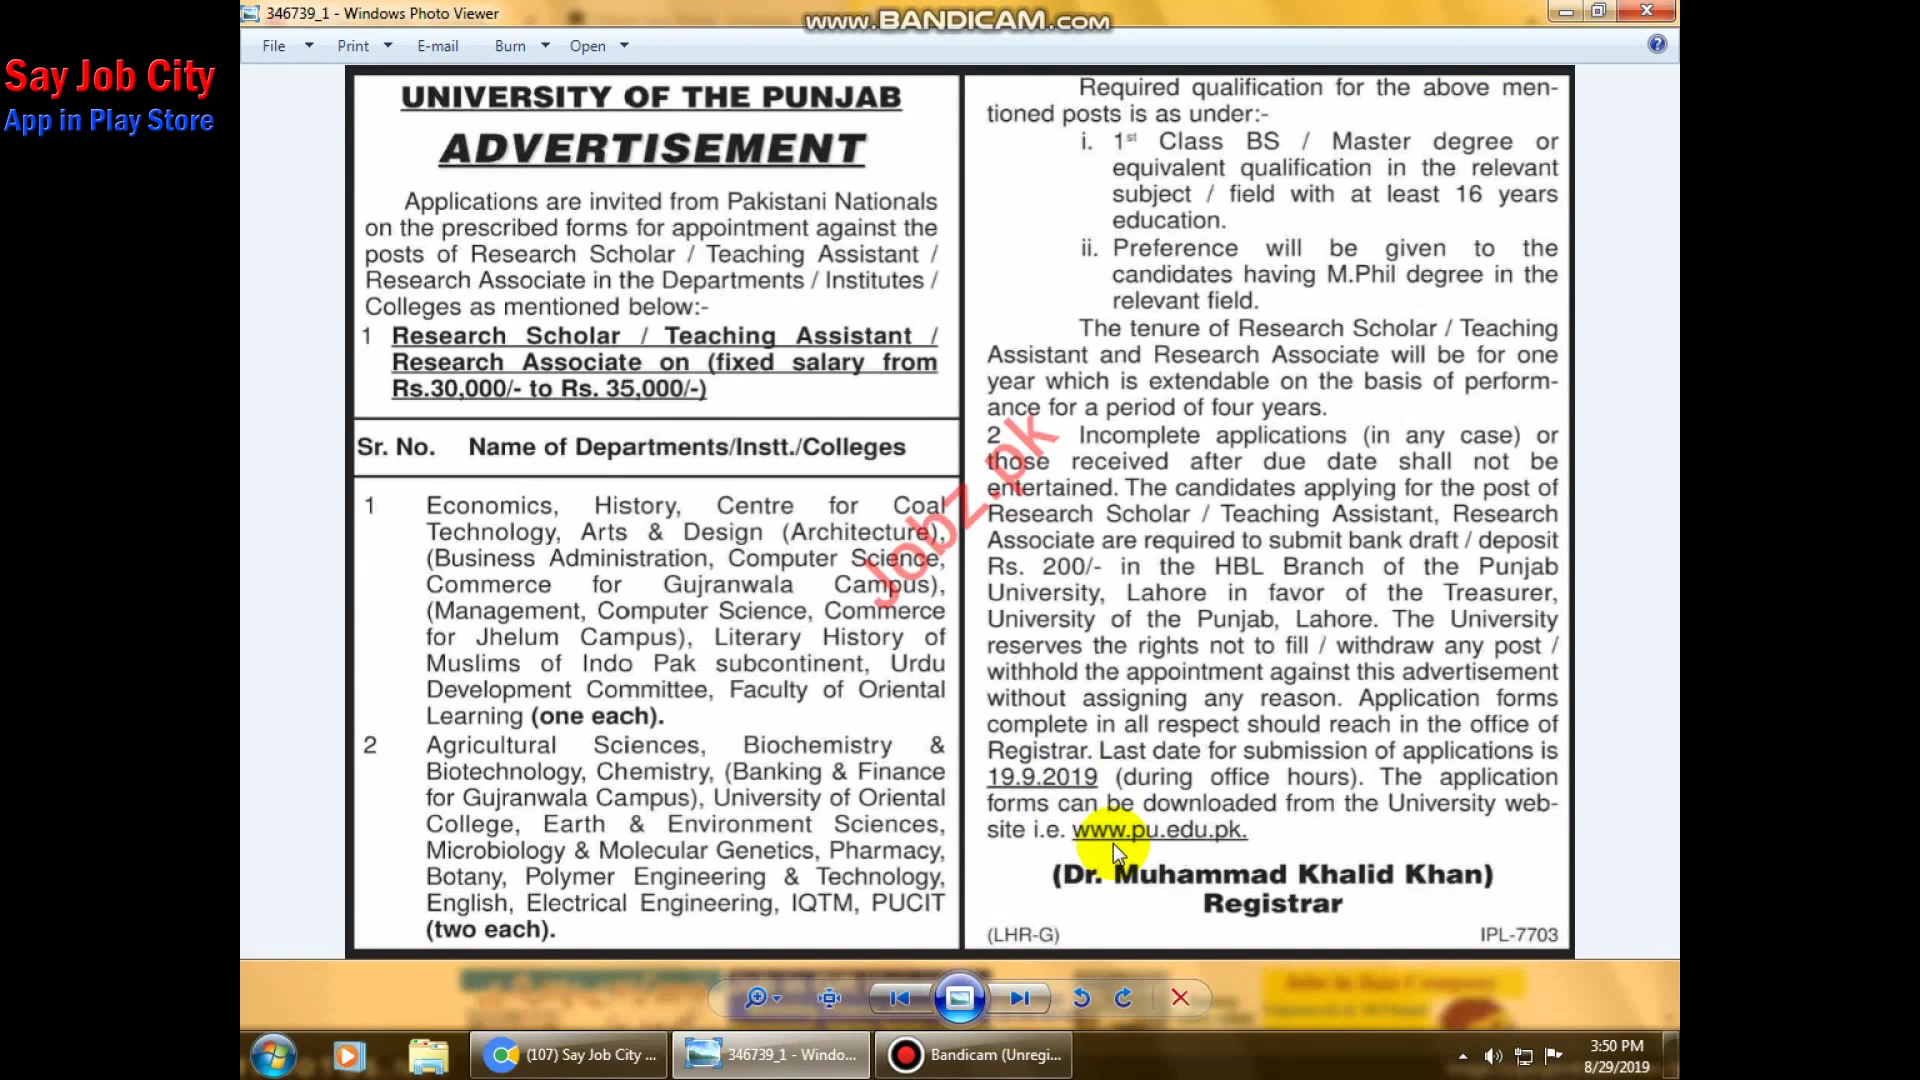 346739_1 - Windows Photo Viewer
www.BANDICAM.com
File
Print
E-mail
Burn
Open
Say Job City
App in Play Store
UNIVERSITY OF THE PUNJAB
ADVERTISEMENT
Applications are invited from Pakistani Nationals
on the prescribed forms for appointment against the
posts of Research Scholar / Teaching Assistant /
Research Associate in the Departments / Institutes /
Colleges as mentioned below:-
1 Research Scholar / Teaching Assistant /
Research Associate on (fixed salary from
Rs.30,000/- to Rs. 35,000/-)
Sr. No. Name of Departments/Instt./Colleges
1 Economics, History, Centre for Coal
Technology, Arts & Design (Architecture),
(Business Administration, Computer Science,
Commerce for Gujranwala Campus),
(Management, Computer Science, Commerce
for Jhelum Campus), Literary History of
Muslims of Indo Pak subcontinent, Urdu
Development Committee, Faculty of Oriental
Learning (one each).
2 Agricultural Sciences, Biochemistry &
Biotechnology, Chemistry, (Banking & Finance
for Gujranwala Campus), University of Oriental
College, Earth & Environment Sciences,
Microbiology & Molecular Genetics, Pharmacy,
Botany, Polymer Engineering & Technology,
English, Electrical Engineering, IQTM, PUCIT
(two each).
Required qualification for the above men-
tioned posts is as under:-
i. 1st Class BS / Master degree or
equivalent qualification in the relevant
subject / field with at least 16 years
education.
ii. Preference will be given to the
candidates having M.Phil degree in the
relevant field.
The tenure of Research Scholar / Teaching
Assistant and Research Associate will be for one
year which is extendable on the basis of perform-
ance for a period of four years.
2 Incomplete applications (in any case) or
those received after due date shall not be
entertained. The candidates applying for the post of
Research Scholar / Teaching Assistant, Research
Associate are required to submit bank draft / deposit
Rs. 200/- in the HBL Branch of the Punjab
University, Lahore in favor of the Treasurer,
University of the Punjab, Lahore. The University
reserves the rights not to fill / withdraw any post /
withhold the appointment against this advertisement
without assigning any reason. Application forms
complete in all respect should reach in the office of
Registrar. Last date for submission of applications is
19.9.2019 (during office hours). The application
forms can be downloaded from the University web-
site i.e. www.pu.edu.pk.
(Dr. Muhammad Khalid Khan)
Registrar
(LHR-G) IPL-7703
Jobz.pk
(107) Say Job City ...
346739_1 - Windo...
Bandicam (Unregi...
3:50 PM
8/29/2019